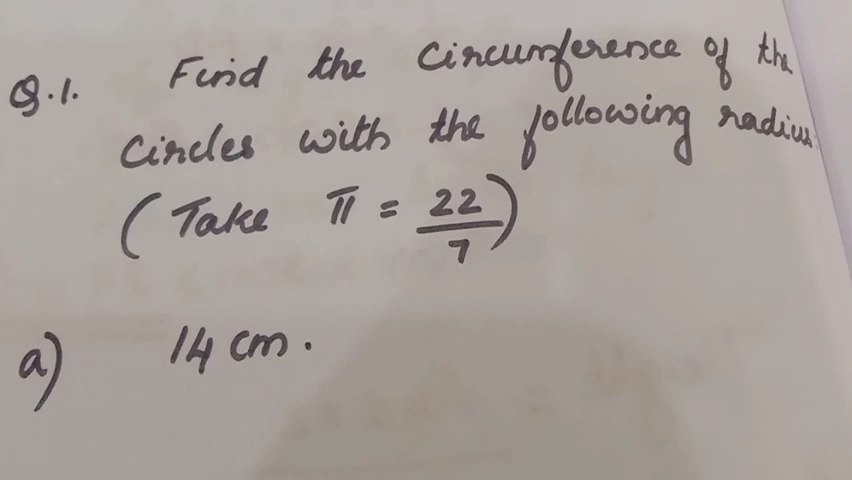 Q.1. Find the circumference of the
circles with the following radius:
(Take π = 22/7)
a) 14 cm.